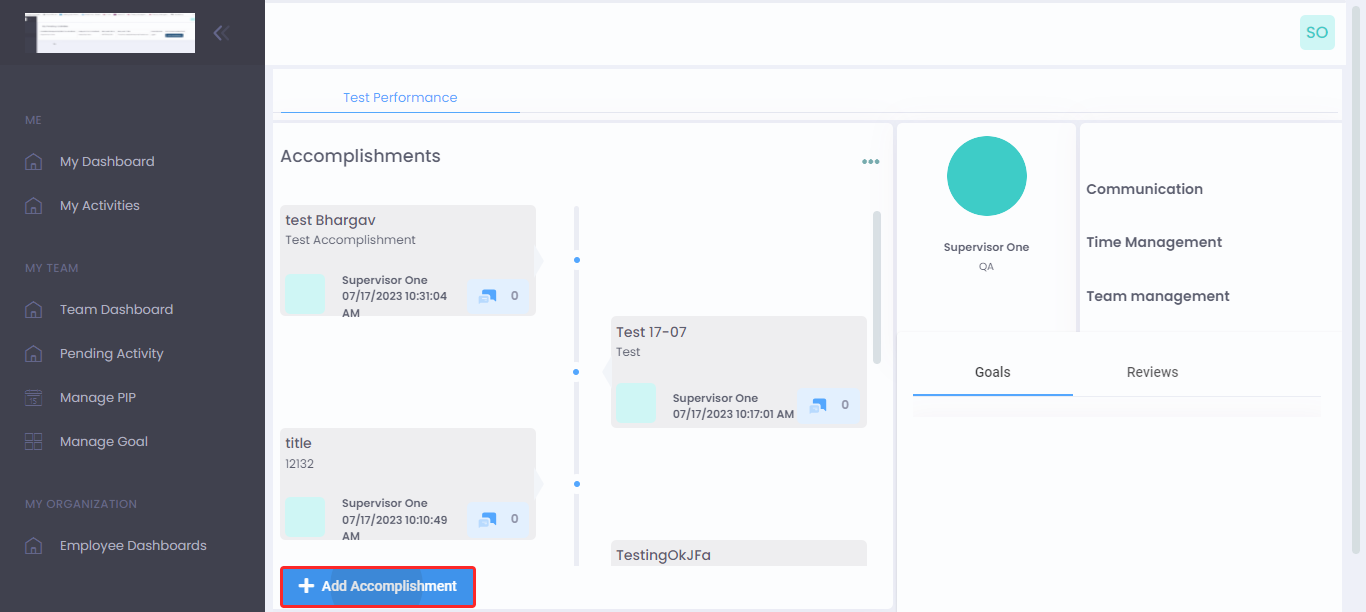 SO
ME
My Dashboard
My Activities
MY TEAM
Team Dashboard
Pending Activity
Manage PIP
Manage Goal
MY ORGANIZATION
Employee Dashboards
Test Performance
Accomplishments
test Bhargav
Test Accomplishment
Supervisor One
07/17/2023 10:31:04
AM
0
Test 17-07
Test
Supervisor One
07/17/2023 10:17:01 AM
0
title
12132
Supervisor One
07/17/2023 10:10:49
AM
0
TestingOkJFa
Add Accomplishment
Supervisor One
QA
Communication
Time Management
Team management
Goals
Reviews